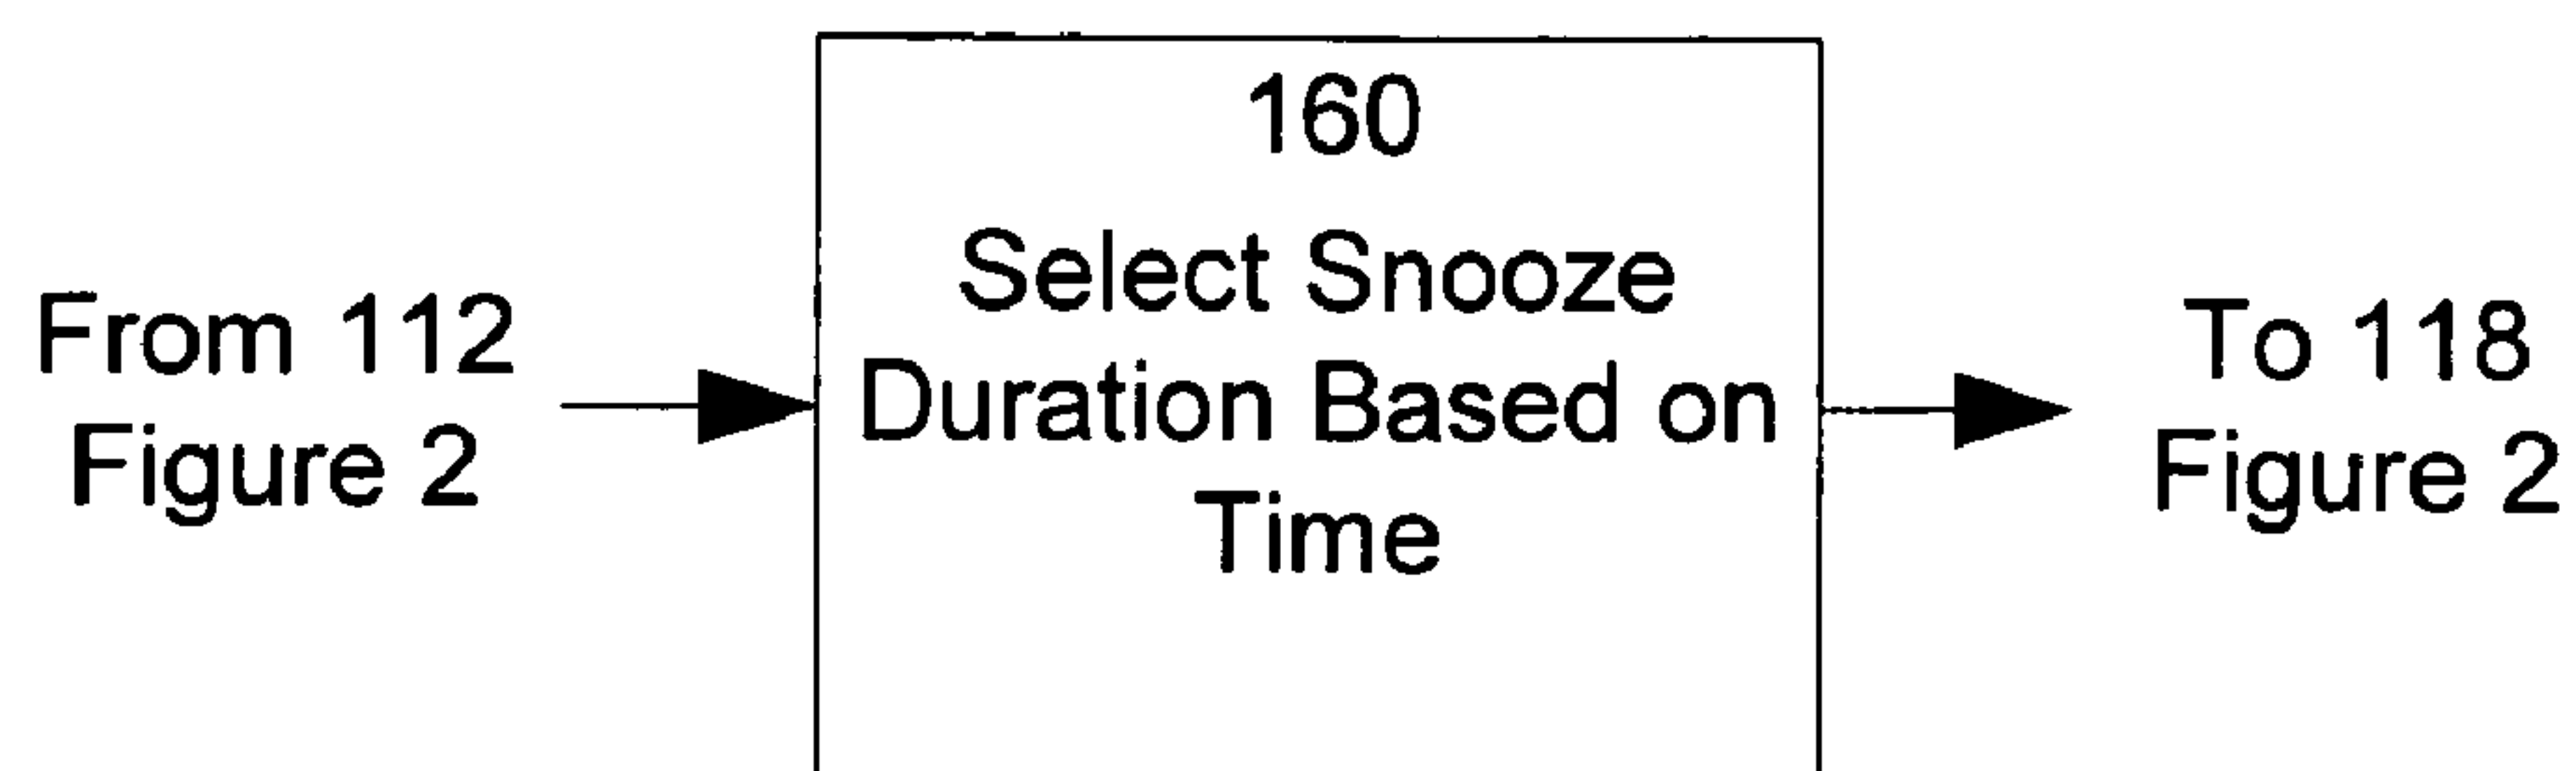 From 112
Figure 2
160
Select Snooze
Duration Based on
Time
To 118
Figure 2